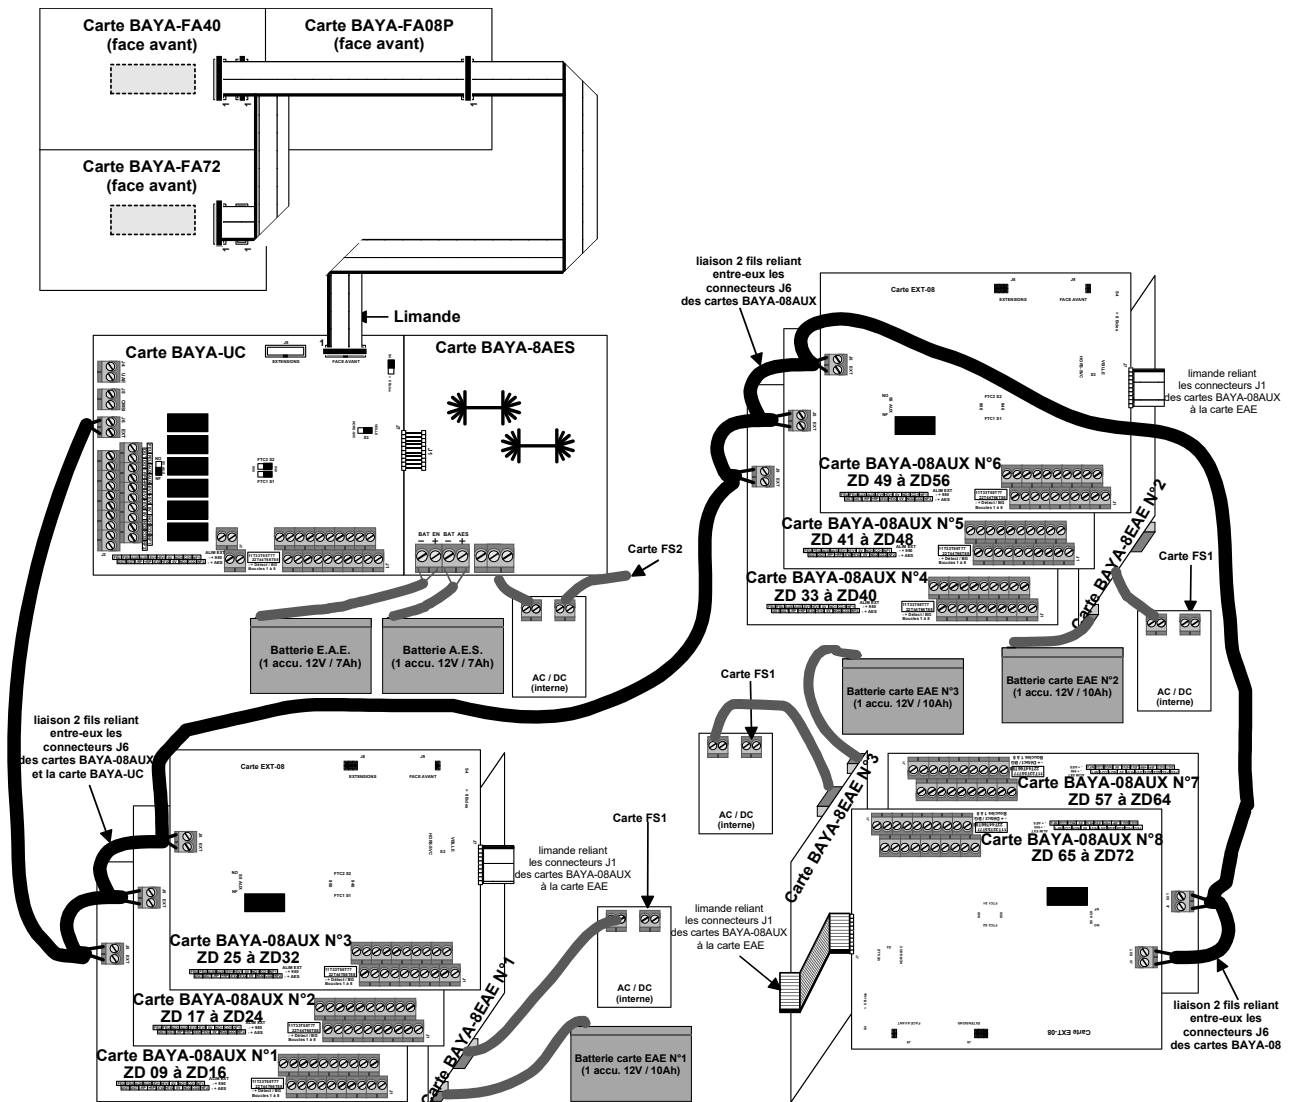 Carte BAYA-FA40
(face avant)
Carte BAYA-FA08P
(face avant)
Carte BAYA-FA72
(face avant)
Limande
Carte BAYA-UC
EXTENSIONS
FACE AVANT
Carte BAYA-8AES
BAT EN BAT AES
Carte FS2
Batterie E.A.E.
(1 accu. 12V / 7Ah)
Batterie A.E.S.
(1 accu. 12V / 7Ah)
AC / DC
(interne)
liaison 2 fils reliant
entre-eux les
connecteurs J6
des cartes BAYA-08AUX
Carte EXT-08
EXTENSIONS
FACE AVANT
limande reliant
les connecteurs J1
des cartes BAYA-08AUX
à la carte EAE
Carte BAYA-08AUX N°6
ZD 49 à ZD56
Carte BAYA-08AUX N°5
ZD 41 à ZD48
Carte BAYA-08AUX N°4
ZD 33 à ZD40
Carte BAYA-8EAE N°2
Carte FS1
AC / DC
(interne)
Batterie carte EAE N°2
(1 accu. 12V / 10Ah)
Batterie carte EAE N°3
(1 accu. 12V / 10Ah)
Carte FS1
AC / DC
(interne)
liaison 2 fils reliant
entre-eux les
connecteurs J6
des cartes BAYA-08AUX
et la carte BAYA-UC
Carte EXT-08
EXTENSIONS
FACE AVANT
limande reliant
les connecteurs J1
des cartes BAYA-08AUX
à la carte EAE
Carte FS1
AC / DC
(interne)
Carte BAYA-08AUX N°3
ZD 25 à ZD32
Carte BAYA-08AUX N°2
ZD 17 à ZD24
Carte BAYA-08AUX N°1
ZD 09 à ZD16
Carte BAYA-8EAE N°1
Batterie carte EAE N°1
(1 accu. 12V / 10Ah)
Carte BAYA-8EAE N°3
limande reliant
les connecteurs J1
des cartes BAYA-08AUX
à la carte EAE
Carte BAYA-08AUX N°7
ZD 57 à ZD64
Carte BAYA-08AUX N°8
ZD 65 à ZD72
Carte EXT-08
EXTENSIONS
FACE AVANT
liaison 2 fils reliant
entre-eux les
connecteurs J6
des cartes BAYA-08